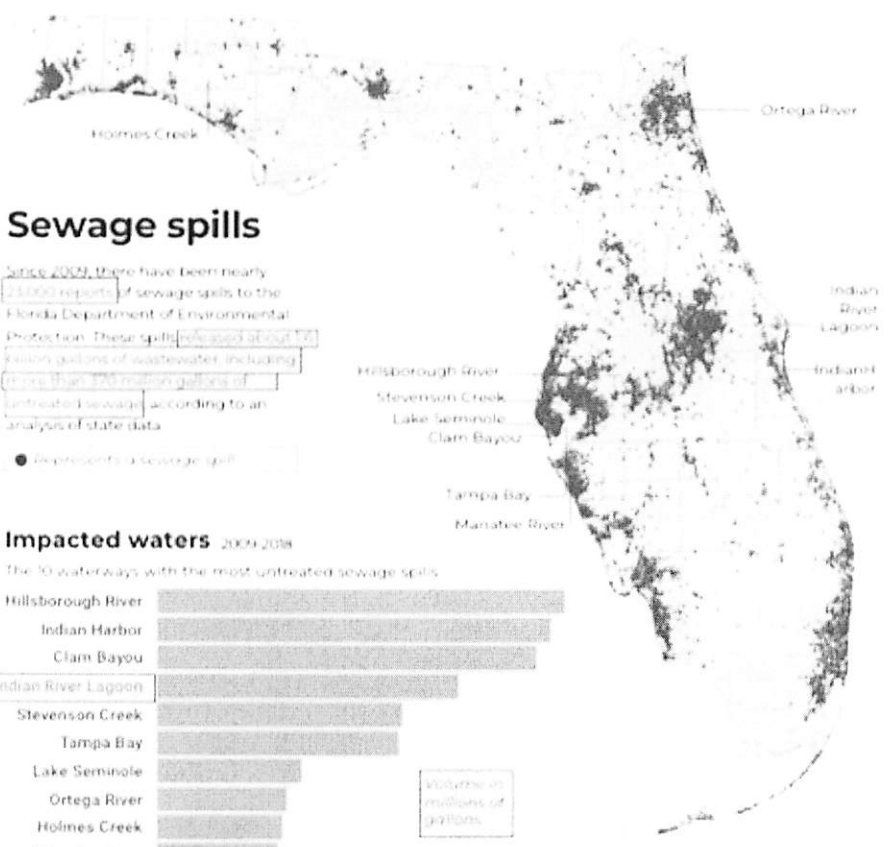 Holmes Creek
Ortega River
Sewage spills
Since 2009, there have been nearly
23,000 reports of sewage spills to the
Florida Department of Environmental
Protection. These spills released about 1.6
billion gallons of wastewater, including
more than 370 million gallons of
untreated sewage, according to an
analysis of state data
Represents a sewage spill
Indian
River
Lagoon
IndianH
arbor
Hillsborough River
Stevenson Creek
Lake Seminole
Clam Bayou
Tampa Bay
Manatee River
Impacted waters 2009-2018
The 10 waterways with the most untreated sewage spills
Hillsborough River
Indian Harbor
Clam Bayou
Indian River Lagoon
Stevenson Creek
Tampa Bay
Lake Seminole
Ortega River
Holmes Creek
Volume in
millions of
gallons